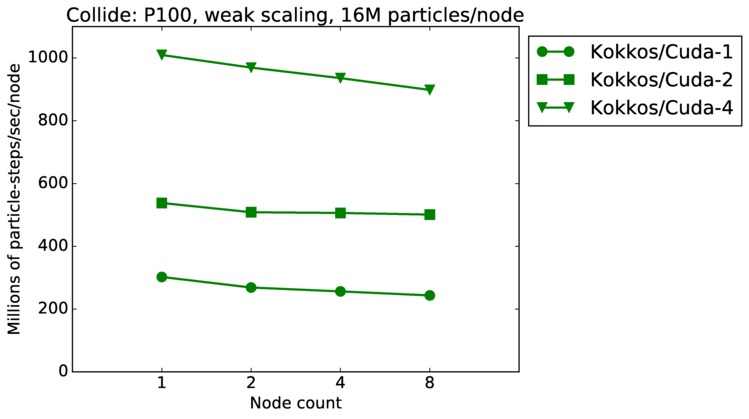 Collide: P100, weak scaling, 16M particles/node
Kokkos/Cuda-1
Kokkos/Cuda-2
Kokkos/Cuda-4
Millions of particle-steps/sec/node
1000
800
600
400
200
0
1 2 4 8
Node count